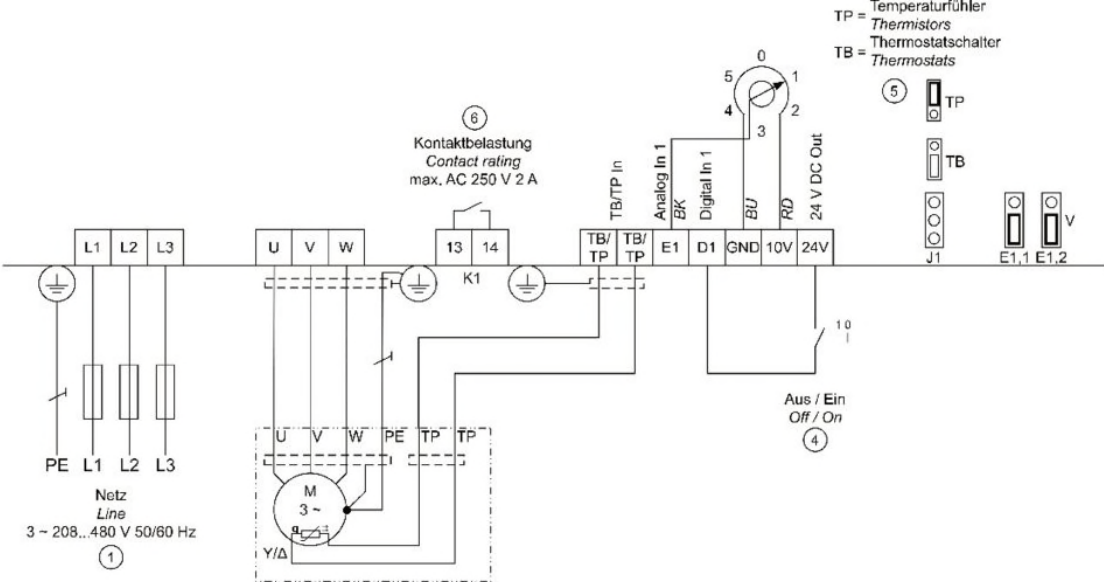 TP = Temperaturfühler
Thermistors
TB = Thermostatschalter
Thermostats
5
TP
TB
J1
E1,1 E1,2
V
0
1
2
3
4
5
6
Kontaktbelastung
Contact rating
max. AC 250 V 2 A
TB/TP In
Analog In 1
BK
Digital In 1
BU
RD
24 V DC Out
L1 L2 L3
U V W
13 14
K1
TB/TP TB/TP E1 D1 GND 10V 24V
1 0
Aus / Ein
Off / On
4
PE L1 L2 L3
Netz
Line
3 ~ 208...480 V 50/60 Hz
1
U V W PE TP TP
M
3 ~
Y/Δ